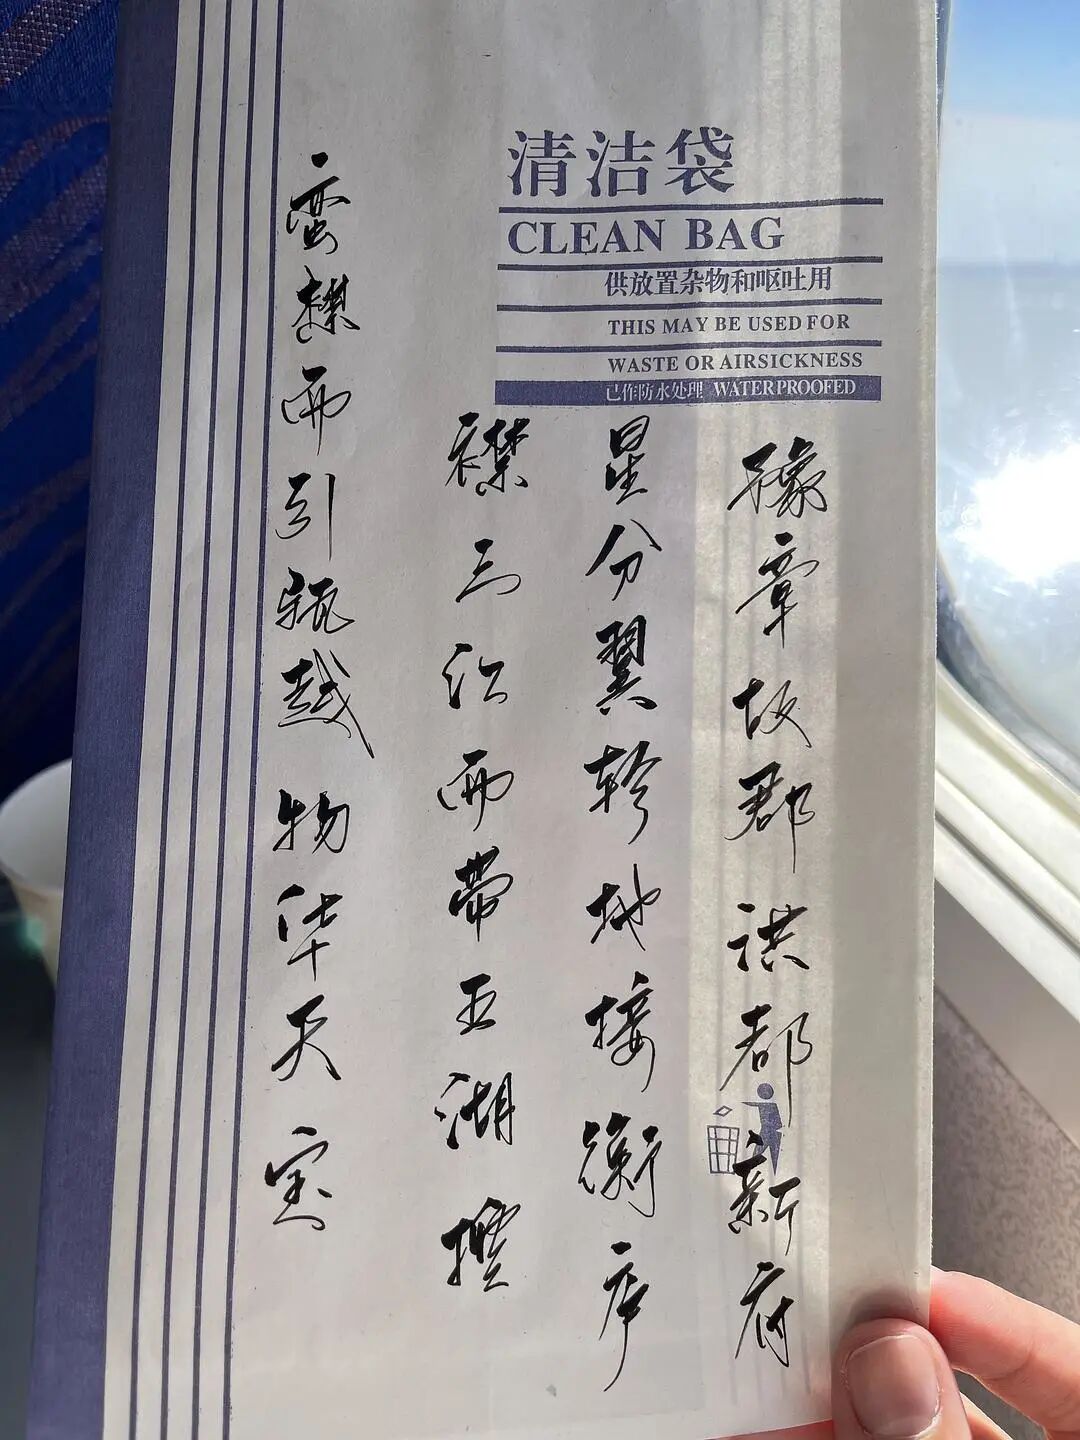 清洁袋
CLEAN BAG
供放置杂物和呕吐用
THIS MAY BE USED FOR
WASTE OR AIRSICKNESS
已作防水处理 WATERPROOFED
豫章故郡洪都新府
星分翼轸地接衡庐
襟三江而带五湖控
蛮荆而引瓯越物华天宝